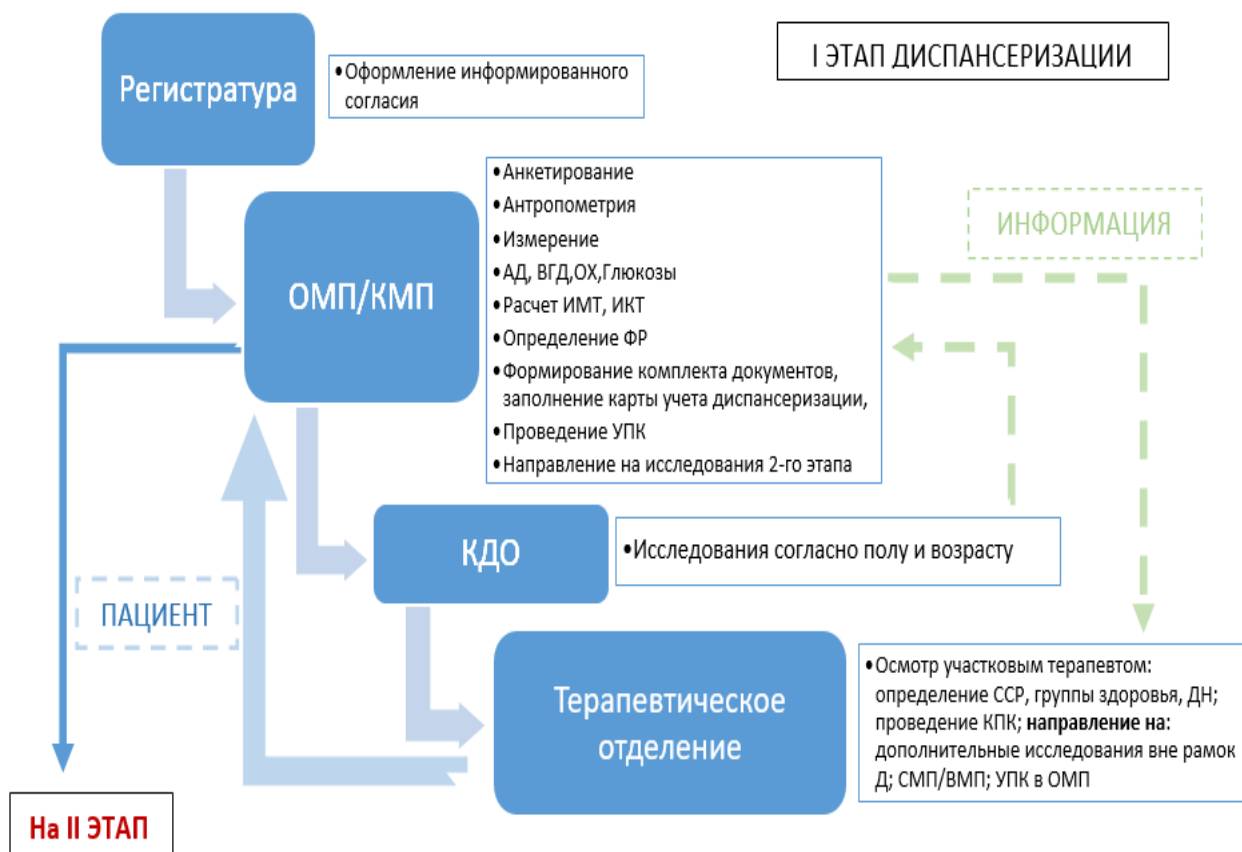 I ЭТАП ДИСПАНСЕРИЗАЦИИ
Регистратура
•Оформление информированного
согласия
ОМП/КМП
•Анкетирование
•Антропометрия
•Измерение
•АД, ВГД,ОХ,Глюкозы
•Расчет ИМТ, ИКТ
•Определение ФР
•Формирование комплекта документов,
заполнение карты учета диспансеризации,
•Проведение УПК
•Направление на исследования 2-го этапа
ИНФОРМАЦИЯ
КДО
•Исследования согласно полу и возрасту
ПАЦИЕНТ
Терапевтическое
отделение
•Осмотр участковым терапевтом:
определение ССР, группы здоровья, ДН;
проведение КПК; направление на:
дополнительные исследования вне рамок
Д; СМП/ВМП; УПК в ОМП
На II ЭТАП